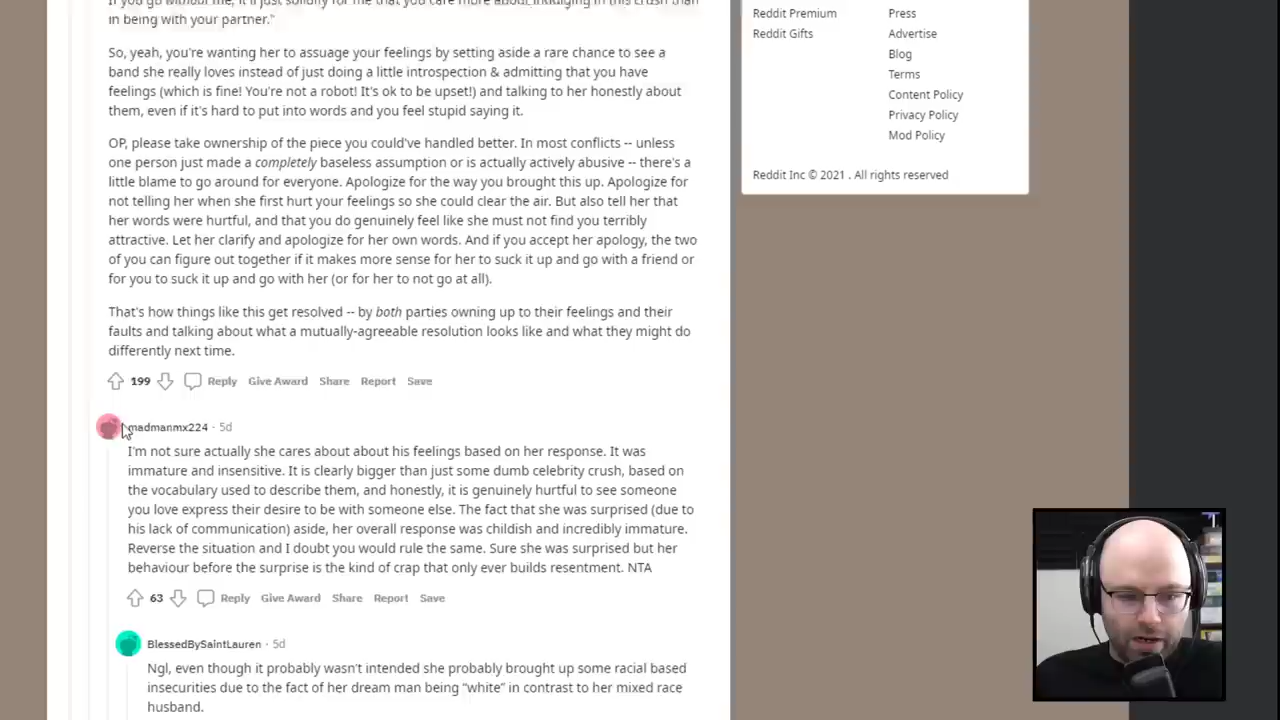 If you go without me, it'll just solidify for me that you care more about indulging in this crush than
in being with your partner."
So, yeah, you're wanting her to assuage your feelings by setting aside a rare chance to see a
band she really loves instead of just doing a little introspection & admitting that you have
feelings (which is fine! You're not a robot! It's ok to be upset!) and talking to her honestly about
them, even if it's hard to put into words and you feel stupid saying it.
OP, please take ownership of the piece you could've handled better. In most conflicts -- unless
one person just made a completely baseless assumption or is actually actively abusive -- there's a
little blame to go around for everyone. Apologize for the way you brought this up. Apologize for
not telling her when she first hurt your feelings so she could clear the air. But also tell her that
her words were hurtful, and that you do genuinely feel like she must not find you terribly
attractive. Let her clarify and apologize for her own words. And if you accept her apology, the two
of you can figure out together if it makes more sense for her to suck it up and go with a friend or
for you to suck it up and go with her (or for her to not go at all).
That's how things like this get resolved -- by both parties owning up to their feelings and their
faults and talking about what a mutually-agreeable resolution looks like and what they might do
differently next time.
199 Reply Give Award Share Report Save
madmanmx224 · 5d
I'm not sure actually she cares about about his feelings based on her response. It was
immature and insensitive. It is clearly bigger than just some dumb celebrity crush, based on
the vocabulary used to describe them, and honestly, it is genuinely hurtful to see someone
you love express their desire to be with someone else. The fact that she was surprised (due to
his lack of communication) aside, her overall response was childish and incredibly immature.
Reverse the situation and I doubt you would rule the same. Sure she was surprised but her
behaviour before the surprise is the kind of crap that only ever builds resentment. NTA
63 Reply Give Award Share Report Save
BlessedBySaintLauren · 5d
Ngl, even though it probably wasn't intended she probably brought up some racial based
insecurities due to the fact of her dream man being “white” in contrast to her mixed race
husband.
Reddit Premium
Reddit Gifts
Press
Advertise
Blog
Terms
Content Policy
Privacy Policy
Mod Policy
Reddit Inc © 2021 . All rights reserved